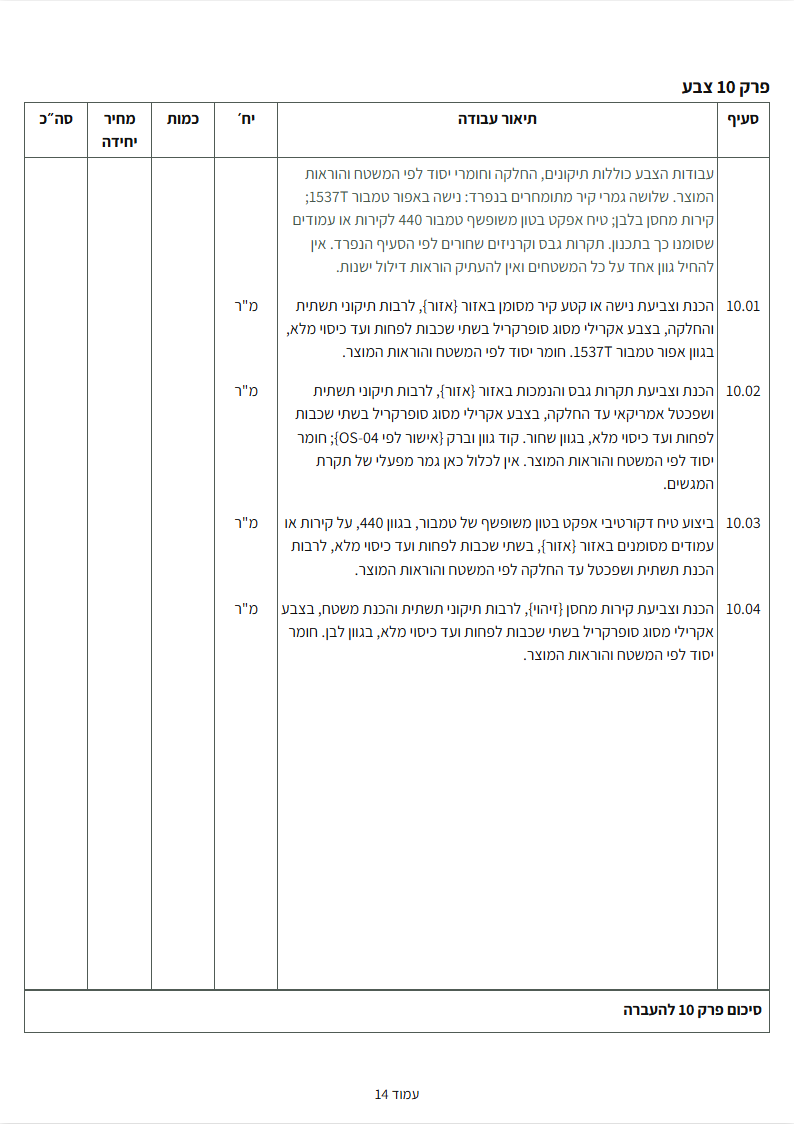 פרק 10 צבע
סעיף תיאור עבודה יח׳ כמות מחיר יחידה סה״כ
עבודות הצבע כוללות תיקונים, החלקה וחומרי יסוד לפי המשטח והוראות
המוצר. שלושה גמרי קיר מתומחרים בנפרד: נישה באפור טמבור 1537T;
קירות מחסן בלבן; טיח אפקט בטון משופשף טמבור 440 לקירות או עמודים
שסומנו כך בתכנון. תקרות גבס וקרניזים שחורים לפי הסעיף הנפרד. אין
להחיל גוון אחד על כל המשטחים ואין להעתיק הוראות דילול ישנות.
10.01 הכנת וצביעת נישה או קטע קיר מסומן באזור {אזור}, לרבות תיקוני תשתית מ"ר
והחלקה, בצבע אקרילי מסוג סופרקריל בשתי שכבות לפחות ועד כיסוי מלא,
בגוון אפור טמבור 1537T. חומר יסוד לפי המשטח והוראות המוצר.
10.02 הכנת וצביעת תקרות גבס והנמכות באזור {אזור}, לרבות תיקוני תשתית מ"ר
ושפכטל אמריקאי עד החלקה, בצבע אקרילי מסוג סופרקריל בשתי שכבות
לפחות ועד כיסוי מלא, בגוון שחור. קוד גוון וברק {אישור לפי OS-04}; חומר
יסוד לפי המשטח והוראות המוצר. אין לכלול כאן גמר מפעלי של תקרת
המגשים.
10.03 ביצוע טיח דקורטיבי אפקט בטון משופשף של טמבור, בגוון 440, על קירות או מ"ר
עמודים מסומנים באזור {אזור}, בשתי שכבות לפחות ועד כיסוי מלא, לרבות
הכנת תשתית ושפכטל עד החלקה לפי המשטח והוראות המוצר.
10.04 הכנת וצביעת קירות מחסן {זיהוי}, לרבות תיקוני תשתית והכנת משטח, בצבע מ"ר
אקרילי מסוג סופרקריל בשתי שכבות לפחות ועד כיסוי מלא, בגוון לבן. חומר
יסוד לפי המשטח והוראות המוצר.
סיכום פרק 10 להעברה
עמוד 14